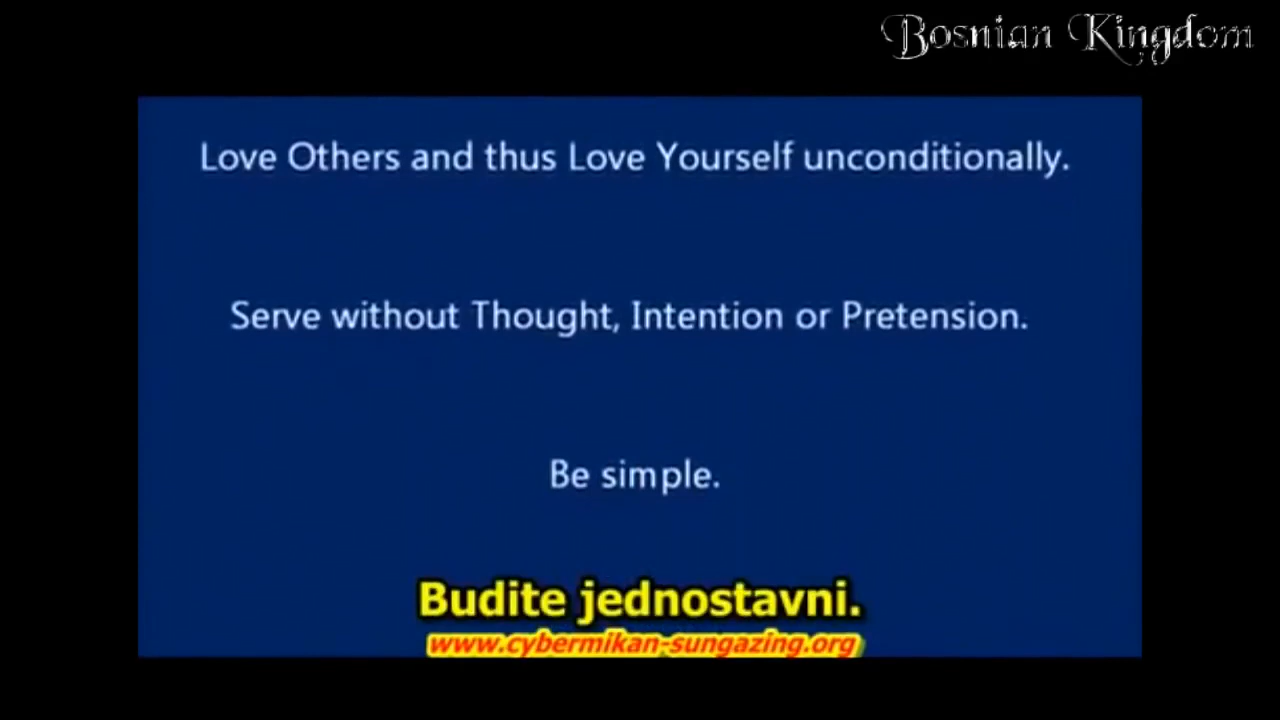 Bosnian Kingdom
Love Others and thus Love Yourself unconditionally.
Serve without Thought, Intention or Pretension.
Be simple.
Budite jednostavni.
www.cybermikan-sungazing.org